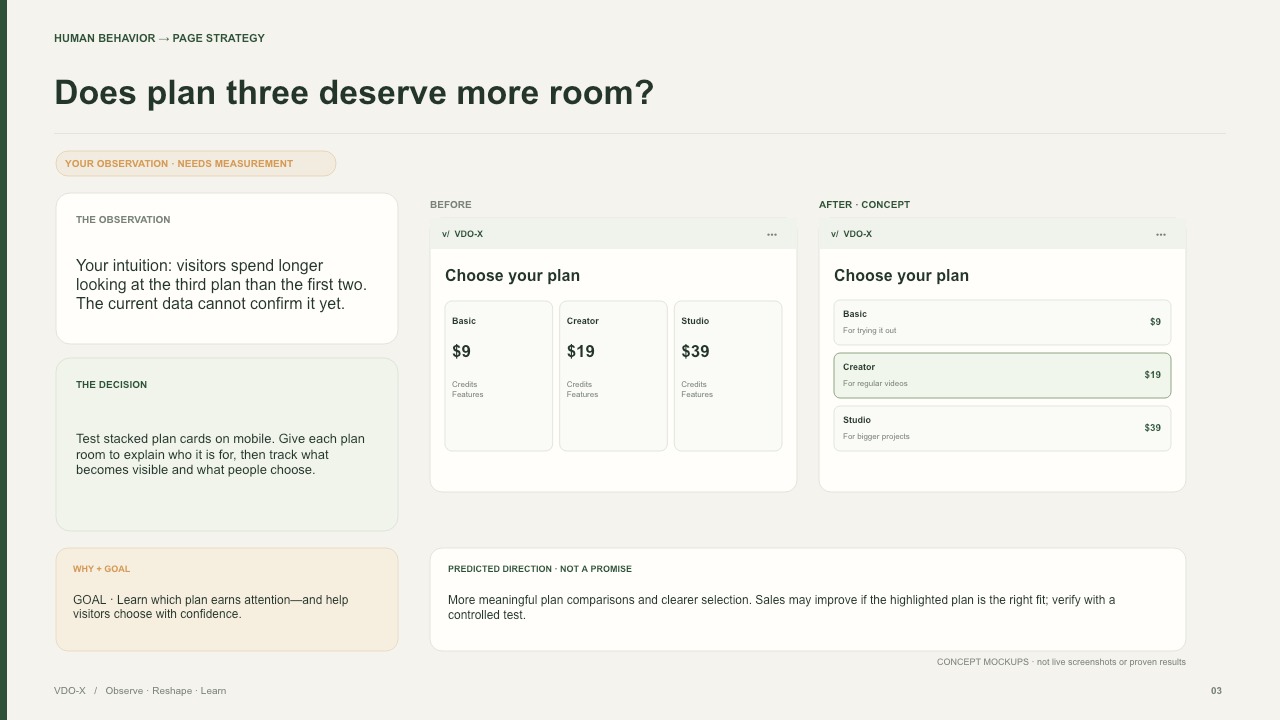 HUMAN BEHAVIOR → PAGE STRATEGY
Does plan three deserve more room?
YOUR OBSERVATION · NEEDS MEASUREMENT
THE OBSERVATION
Your intuition: visitors spend longer
looking at the third plan than the first two.
The current data cannot confirm it yet.
THE DECISION
Test stacked plan cards on mobile. Give each plan
room to explain who it is for, then track what
becomes visible and what people choose.
WHY + GOAL
GOAL · Learn which plan earns attention—and help
visitors choose with confidence.
BEFORE
v/ VDO-X
•••
Choose your plan
Basic
$9
Credits
Features
Creator
$19
Credits
Features
Studio
$39
Credits
Features
AFTER · CONCEPT
v/ VDO-X
•••
Choose your plan
Basic
For trying it out
$9
Creator
For regular videos
$19
Studio
For bigger projects
$39
PREDICTED DIRECTION · NOT A PROMISE
More meaningful plan comparisons and clearer selection. Sales may improve if the highlighted plan is the right fit; verify with a
controlled test.
CONCEPT MOCKUPS · not live screenshots or proven results
VDO-X / Observe · Reshape · Learn
03